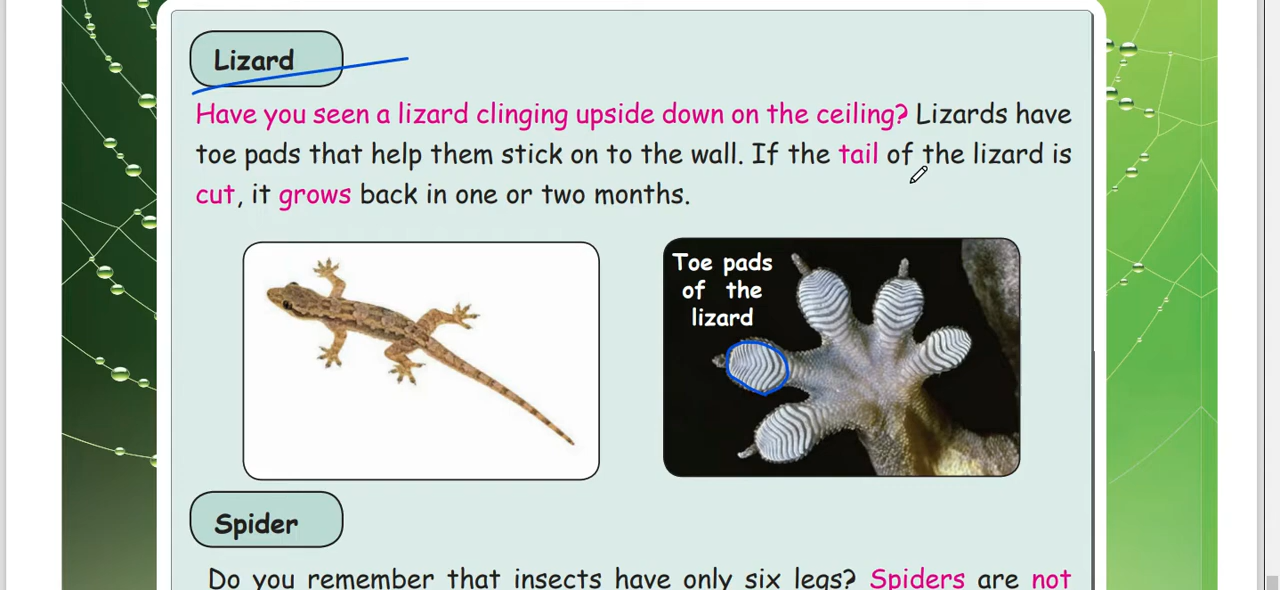 Lizard
Have you seen a lizard clinging upside down on the ceiling? Lizards have
toe pads that help them stick on to the wall. If the tail of the lizard is
cut, it grows back in one or two months.
Toe pads
of the
lizard
Spider
Do you remember that insects have only six legs? Spiders are not